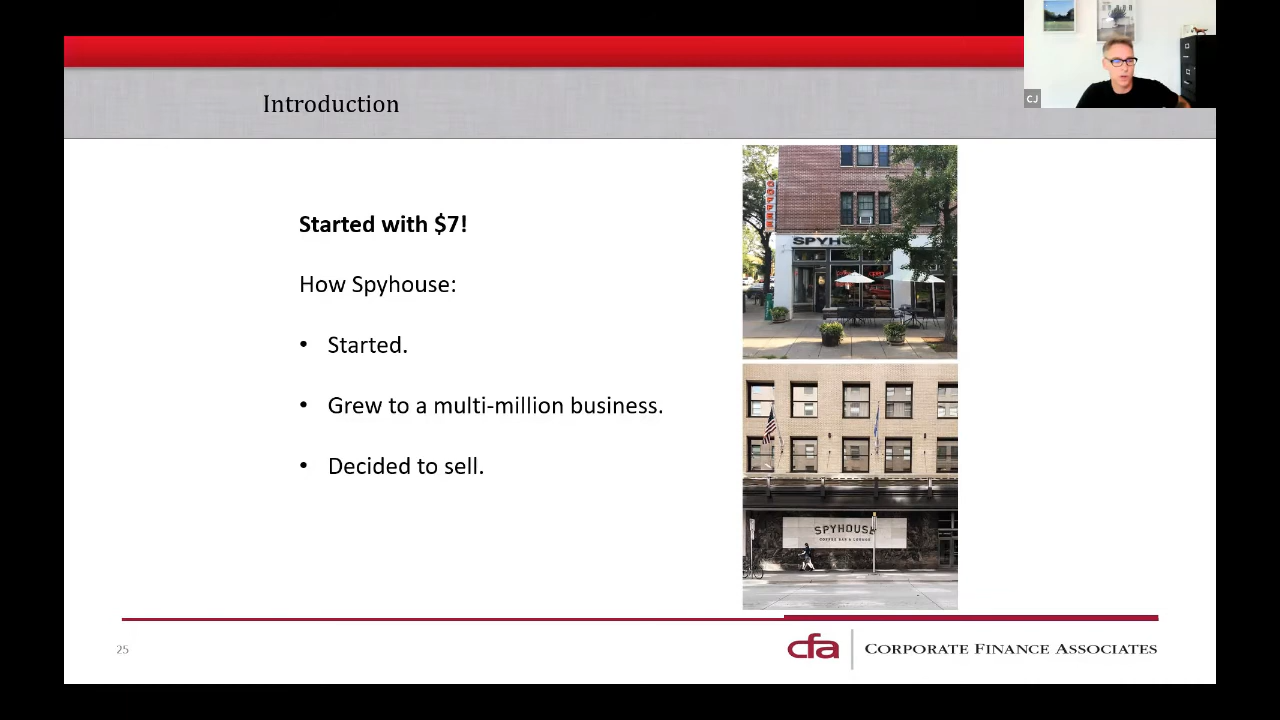 Introduction
CJ
Started with $7!
How Spyhouse:
• Started.
• Grew to a multi-million business.
• Decided to sell.
COFFEE
SPYHOUSE
COFFEE BAR & LOUNGE
25
cfa
CORPORATE FINANCE ASSOCIATES